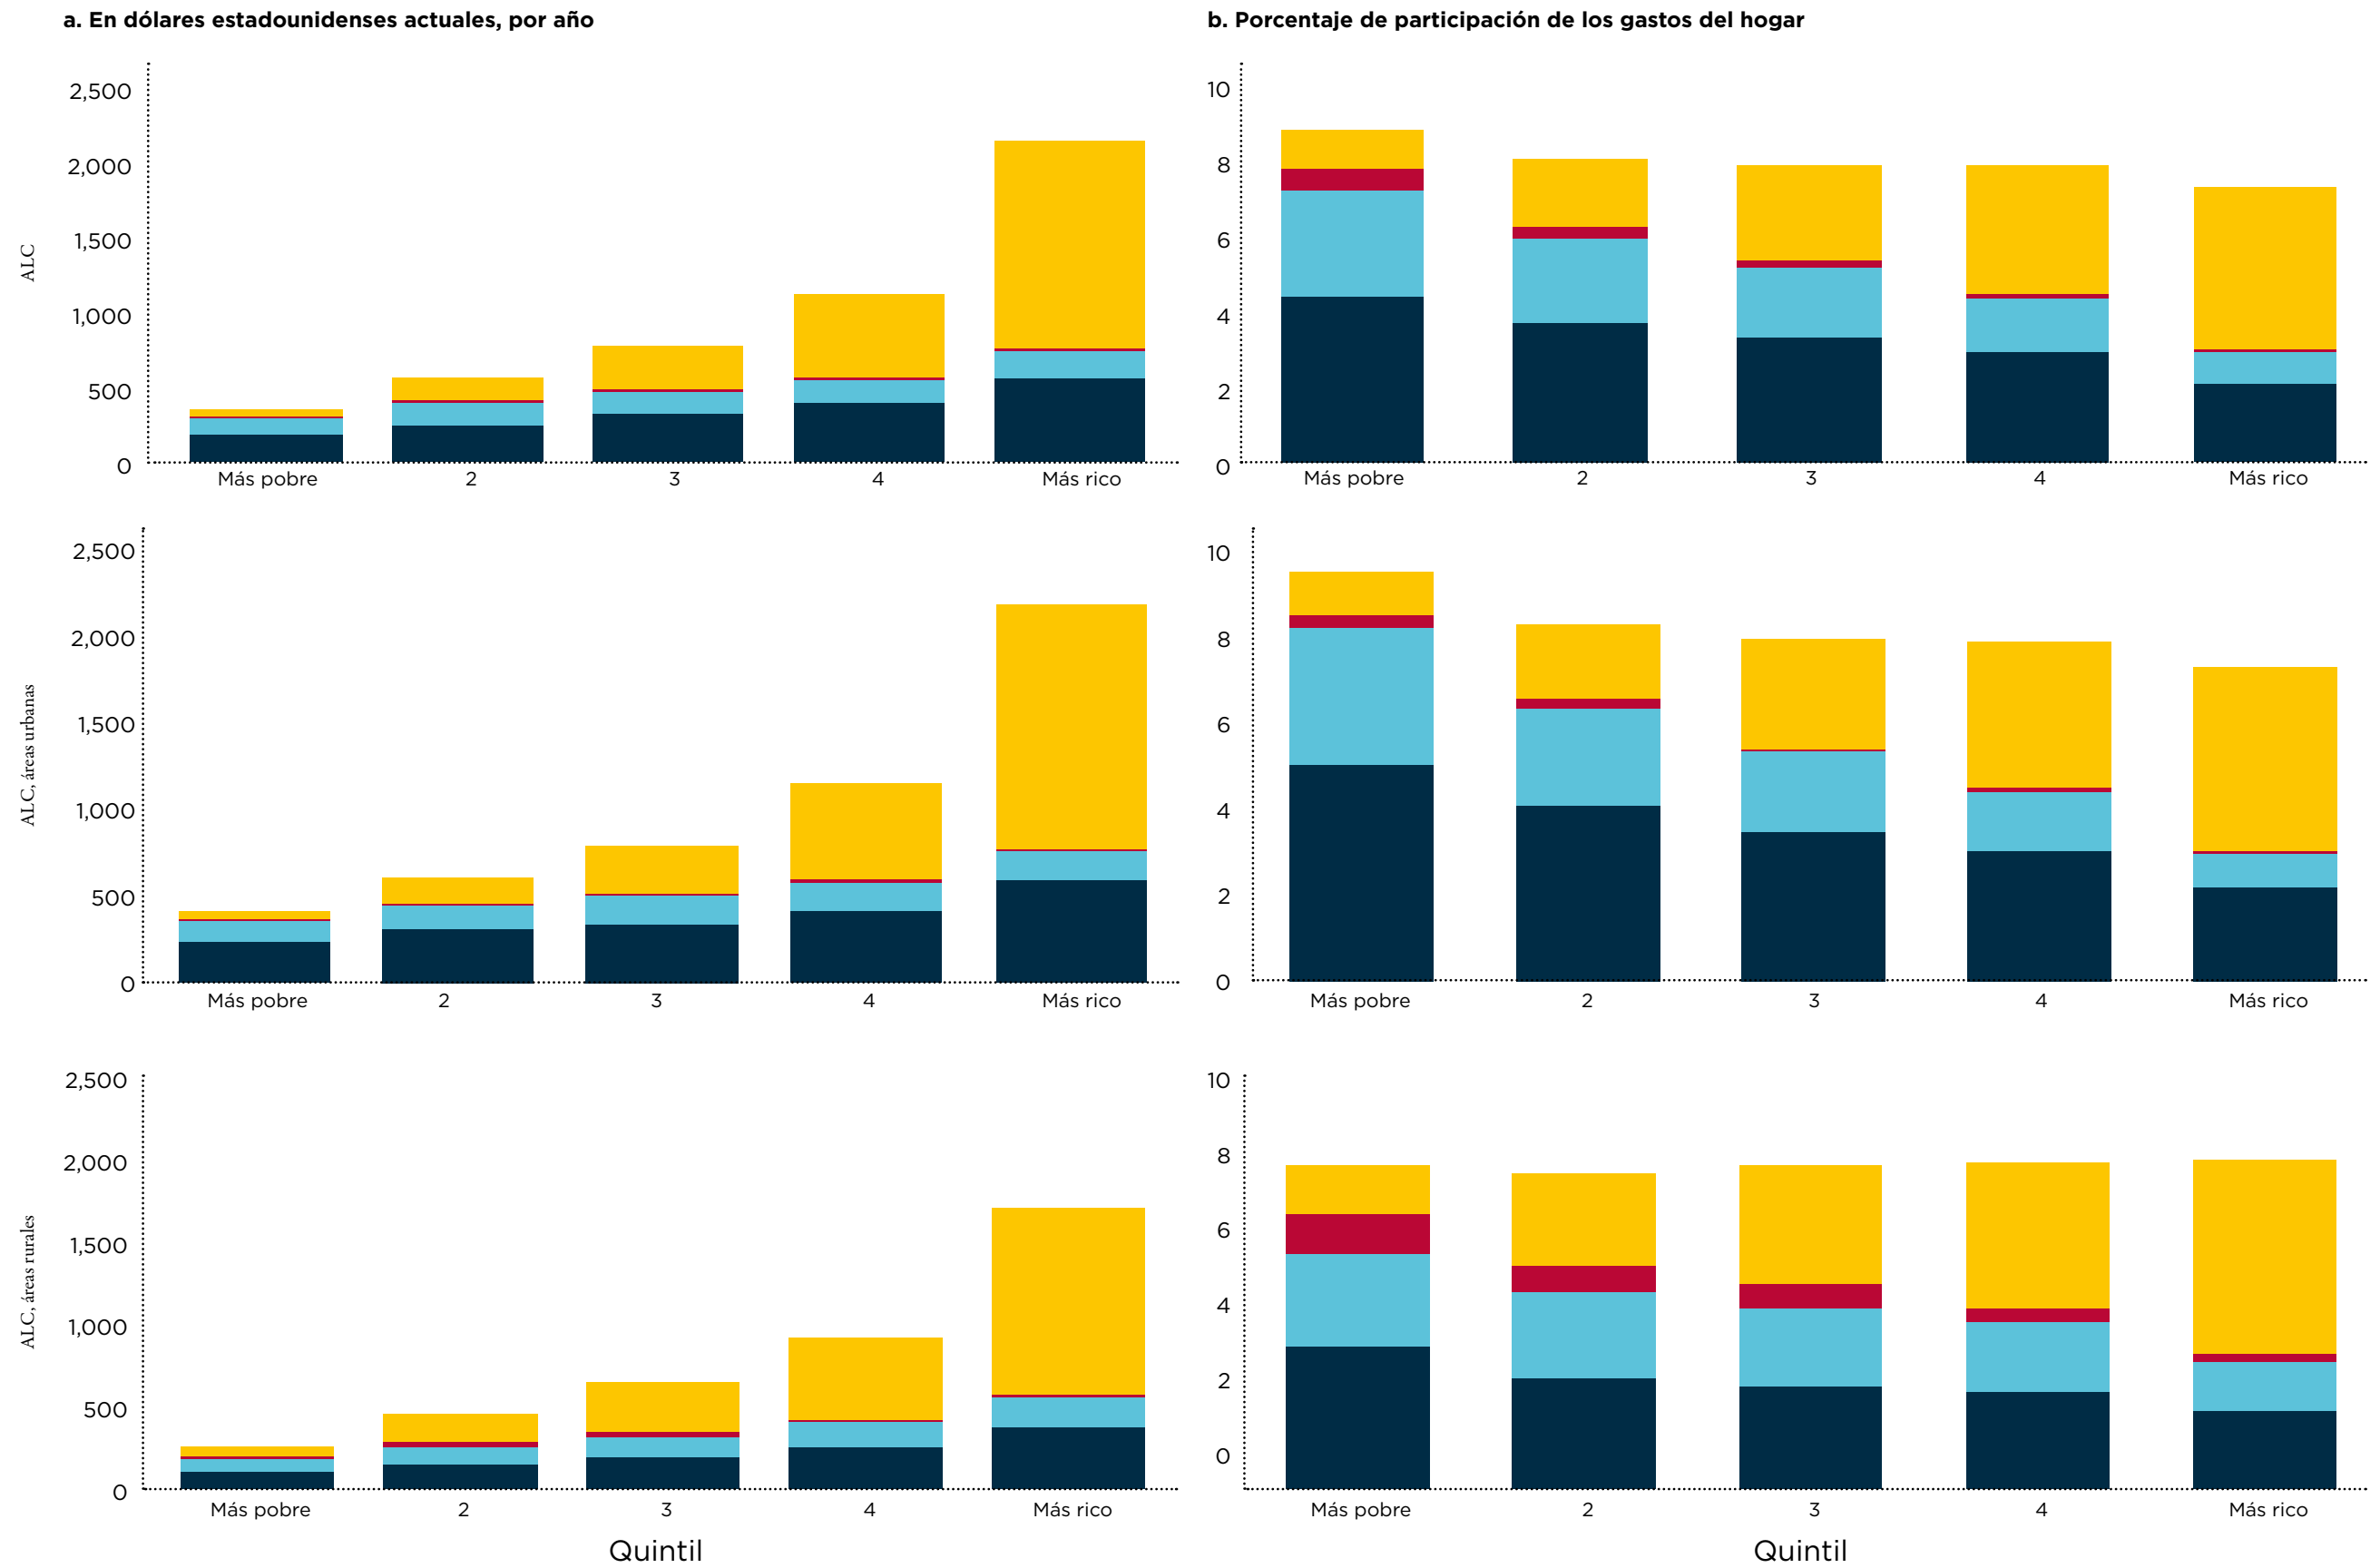 a. En dólares estadounidenses actuales, por año
b. Porcentaje de participación de los gastos del hogar
ALC
2,500
2,000
1,500
1,000
500
0
Más pobre 2 3 4 Más rico
10
8
6
4
2
0
Más pobre 2 3 4 Más rico
ALC, áreas urbanas
2,500
2,000
1,500
1,000
500
0
Más pobre 2 3 4 Más rico
10
8
6
4
2
0
Más pobre 2 3 4 Más rico
ALC, áreas rurales
2,500
2,000
1,500
1,000
500
0
Más pobre 2 3 4 Más rico
Quintil
10
8
6
4
2
0
Más pobre 2 3 4 Más rico
Quintil